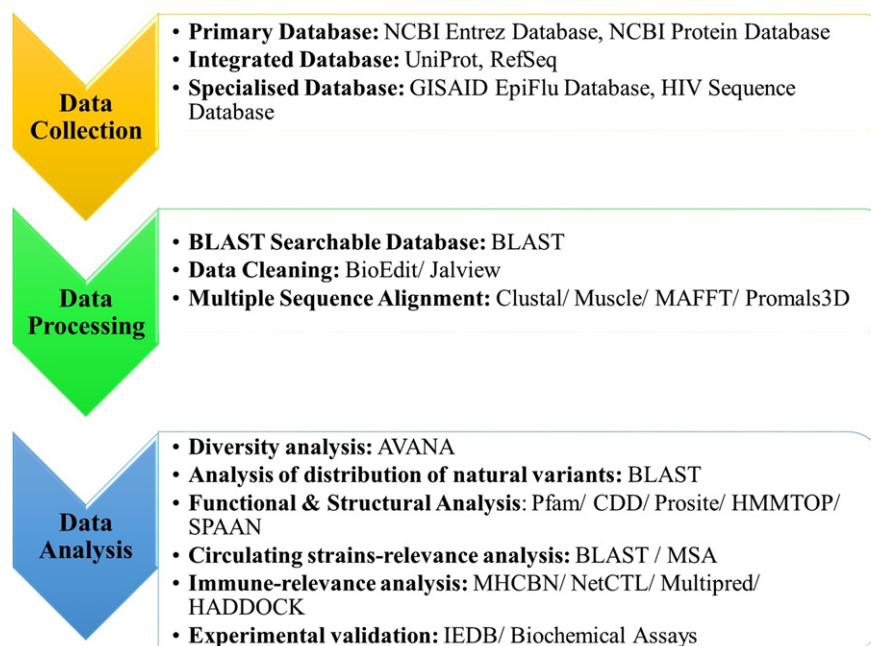 Data
Collection
• Primary Database: NCBI Entrez Database, NCBI Protein Database
• Integrated Database: UniProt, RefSeq
• Specialised Database: GISAID EpiFlu Database, HIV Sequence
Database
Data
Processing
• BLAST Searchable Database: BLAST
• Data Cleaning: BioEdit/ Jalview
• Multiple Sequence Alignment: Clustal/ Muscle/ MAFFT/ Promals3D
Data
Analysis
• Diversity analysis: AVANA
• Analysis of distribution of natural variants: BLAST
• Functional & Structural Analysis: Pfam/ CDD/ Prosite/ HMMTOP/
SPAAN
• Circulating strains-relevance analysis: BLAST / MSA
• Immune-relevance analysis: MHCBN/ NetCTL/ Multipred/
HADDOCK
• Experimental validation: IEDB/ Biochemical Assays